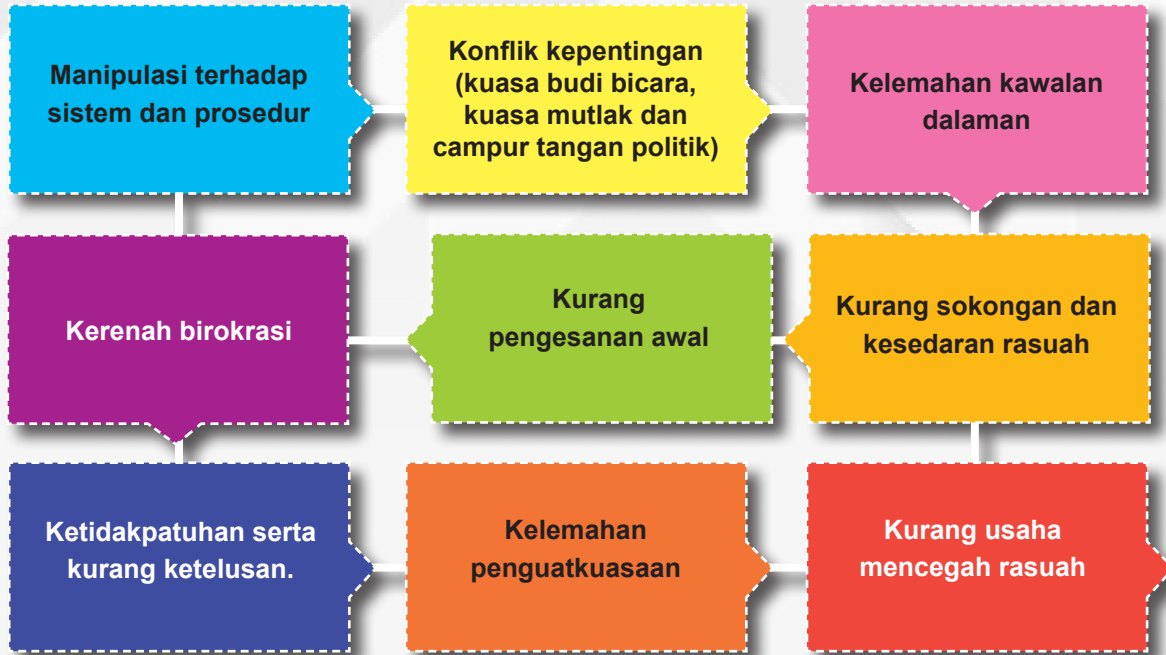 Manipulasi terhadap
sistem dan prosedur
Konflik kepentingan
(kuasa budi bicara,
kuasa mutlak dan
campur tangan politik)
Kelemahan kawalan
dalaman
Kurang sokongan dan
kesedaran rasuah
Kurang
pengesanan awal
Kerenah birokrasi
Ketidakpatuhan serta
kurang ketelusan.
Kelemahan
penguatkuasaan
Kurang usaha
mencegah rasuah